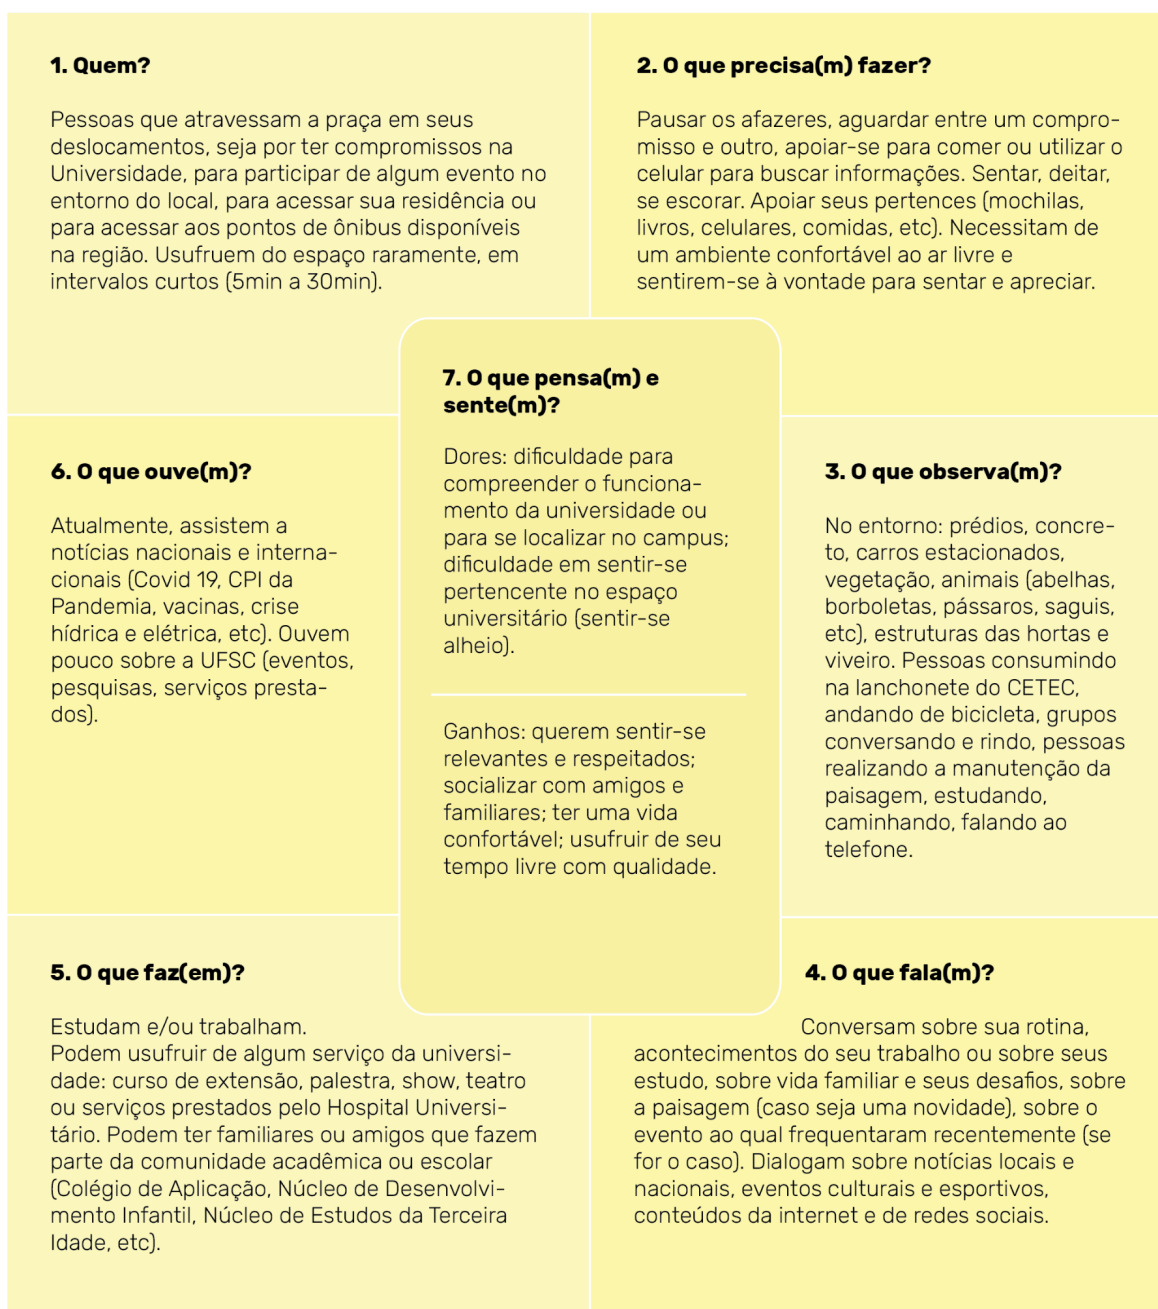 1. Quem?
Pessoas que atravessam a praça em seus
deslocamentos, seja por ter compromissos na
Universidade, para participar de algum evento no
entorno do local, para acessar sua residência ou
para acessar aos pontos de ônibus disponíveis
na região. Usufruem do espaço raramente, em
intervalos curtos (5min a 30min).
2. O que precisa(m) fazer?
Pausar os afazeres, aguardar entre um compro-
misso e outro, apoiar-se para comer ou utilizar o
celular para buscar informações. Sentar, deitar,
se escorar. Apoiar seus pertences (mochilas,
livros, celulares, comidas, etc). Necessitam de
um ambiente confortável ao ar livre e
sentirem-se à vontade para sentar e apreciar.
3. O que observa(m)?
No entorno: prédios, concre-
to, carros estacionados,
vegetação, animais (abelhas,
borboletas, pássaros, saguis,
etc), estruturas das hortas e
viveiro. Pessoas consumindo
na lanchonete do CETEC,
andando de bicicleta, grupos
conversando e rindo, pessoas
realizando a manutenção da
paisagem, estudando,
caminhando, falando ao
telefone.
4. O que fala(m)?
Conversam sobre sua rotina,
acontecimentos do seu trabalho ou sobre seus
estudo, sobre vida familiar e seus desafios, sobre
a paisagem (caso seja uma novidade), sobre o
evento ao qual frequentaram recentemente (se
for o caso). Dialogam sobre notícias locais e
nacionais, eventos culturais e esportivos,
conteúdos da internet e de redes sociais.
5. O que faz(em)?
Estudam e/ou trabalham.
Podem usufruir de algum serviço da universi-
dade: curso de extensão, palestra, show, teatro
ou serviços prestados pelo Hospital Universi-
tário. Podem ter familiares ou amigos que fazem
parte da comunidade acadêmica ou escolar
(Colégio de Aplicação, Núcleo de Desenvolvi-
mento Infantil, Núcleo de Estudos da Terceira
Idade, etc).
6. O que ouve(m)?
Atualmente, assistem a
notícias nacionais e interna-
cionais (Covid 19, CPI da
Pandemia, vacinas, crise
hídrica e elétrica, etc). Ouvem
pouco sobre a UFSC (eventos,
pesquisas, serviços presta-
dos).
7. O que pensa(m) e
sente(m)?
Dores: dificuldade para
compreender o funciona-
mento da universidade ou
para se localizar no campus;
dificuldade em sentir-se
pertencente no espaço
universitário (sentir-se
alheio).
Ganhos: querem sentir-se
relevantes e respeitados;
socializar com amigos e
familiares; ter uma vida
confortável; usufruir de seu
tempo livre com qualidade.